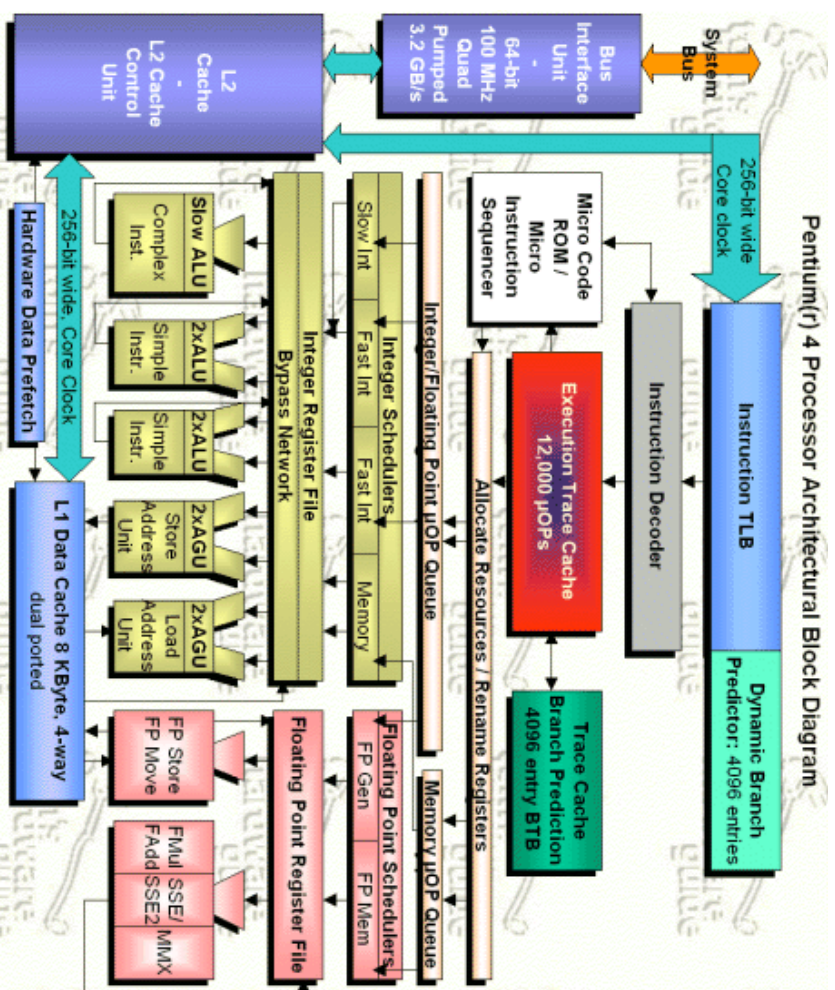 Pentium(r) 4 Processor Architectural Block Diagram
System
Bus
Bus
Interface
Unit
-
64-bit
100 MHz
Quad
Pumped
3.2 GB/s
L2
Cache
-
L2 Cache
Control
Unit
256-bit wide
Core clock
Instruction TLB
Dynamic Branch
Predictor: 4096 entries
Instruction Decoder
Micro Code
ROM /
Micro
Instruction
Sequencer
Execution Trace Cache
12,000 µOPs
Trace Cache
Branch Prediction
4096 entry BTB
Allocate Resources / Rename Registers
Integer/Floating Point µOP Queue
Memory µOP Queue
Integer Schedulers
Slow Int
Fast Int
Fast Int
Memory
Floating Point Schedulers
FP Gen
FP Mem
Integer Register File
Bypass Network
Floating Point Register File
Slow ALU
Complex
Inst.
2xALU
Simple
Instr.
2xALU
Simple
Instr.
2xAGU
Store
Address
Unit
2xAGU
Load
Address
Unit
FP Store
FP Move
FMul
FAdd
SSE/
SSE2
MMX
256-bit wide, Core Clock
Hardware Data Prefetch
L1 Data Cache 8 KByte, 4-way
dual ported